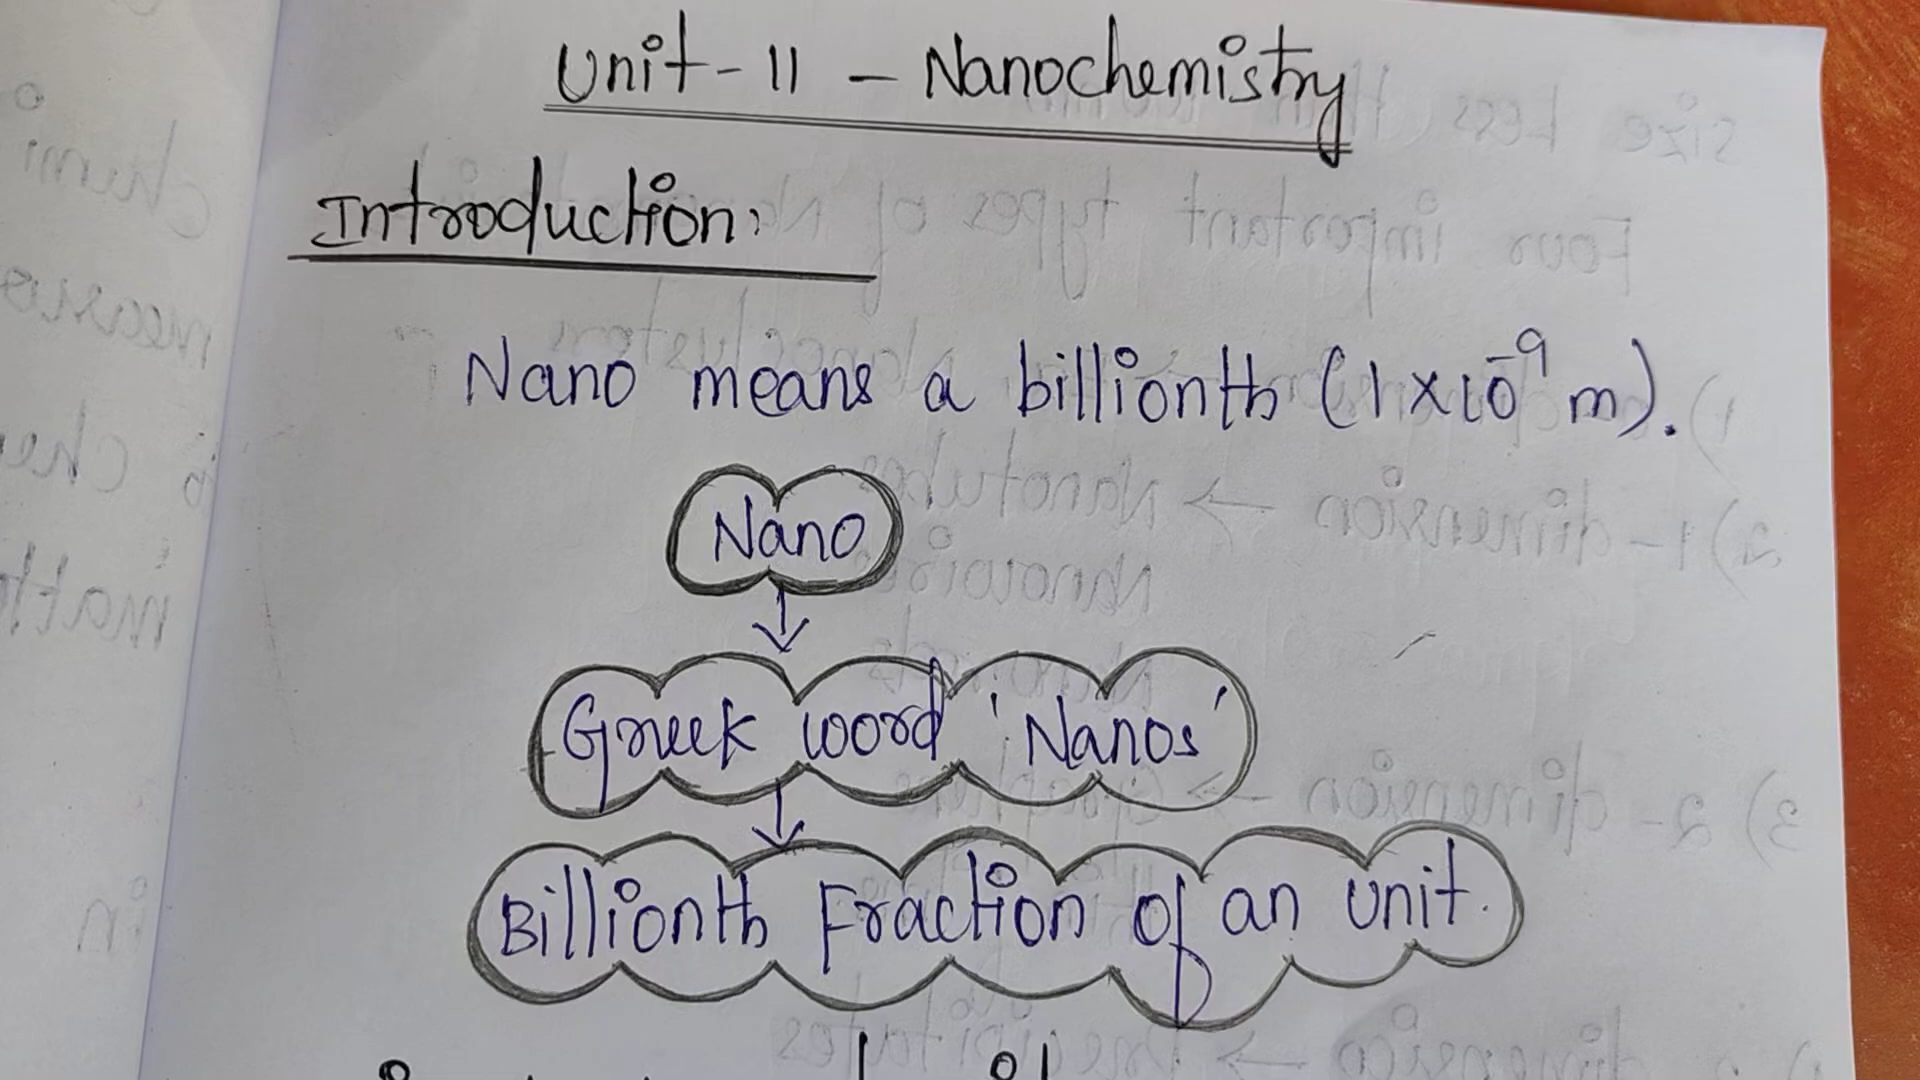 Unit-II - Nanochemistry
Introduction:
Nano means a billionth (1×10⁻⁹ m).
Nano
Greek word 'Nanos'
Billionth Fraction of an unit.